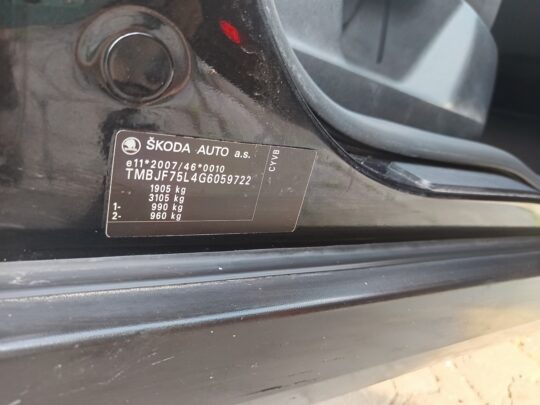 ŠKODA AUTO a.s.
e11*2007/46*0010
TMBJF75L4G6059722
1905 kg
3105 kg
1- 990 kg
2- 960 kg
CYVB